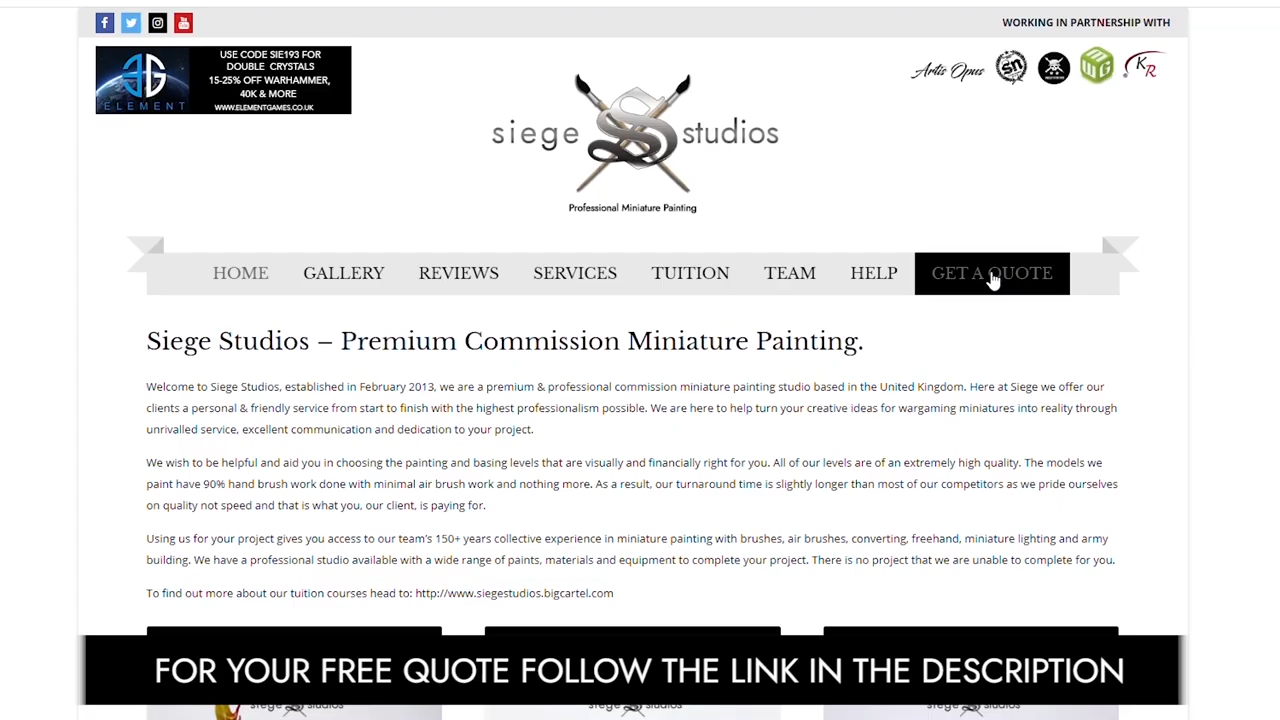 WORKING IN PARTNERSHIP WITH
USE CODE SIE193 FOR
DOUBLE CRYSTALS
15-25% OFF WARHAMMER,
40K & MORE
WWW.ELEMENTGAMES.CO.UK
ELEMENT
Artis Opus
sn
MWG
KR
siege S studios
Professional Miniature Painting
HOME GALLERY REVIEWS SERVICES TUITION TEAM HELP GET A QUOTE
Siege Studios – Premium Commission Miniature Painting.
Welcome to Siege Studios, established in February 2013, we are a premium & professional commission miniature painting studio based in the United Kingdom. Here at Siege we offer our
clients a personal & friendly service from start to finish with the highest professionalism possible. We are here to help turn your creative ideas for wargaming miniatures into reality through
unrivalled service, excellent communication and dedication to your project.
We wish to be helpful and aid you in choosing the painting and basing levels that are visually and financially right for you. All of our levels are of an extremely high quality. The models we
paint have 90% hand brush work done with minimal air brush work and nothing more. As a result, our turnaround time is slightly longer than most of our competitors as we pride ourselves
on quality not speed and that is what you, our client, is paying for.
Using us for your project gives you access to our team's 150+ years collective experience in miniature painting with brushes, air brushes, converting, freehand, miniature lighting and army
building. We have a professional studio available with a wide range of paints, materials and equipment to complete your project. There is no project that we are unable to complete for you.
To find out more about our tuition courses head to: http://www.siegestudios.bigcartel.com
FOR YOUR FREE QUOTE FOLLOW THE LINK IN THE DESCRIPTION